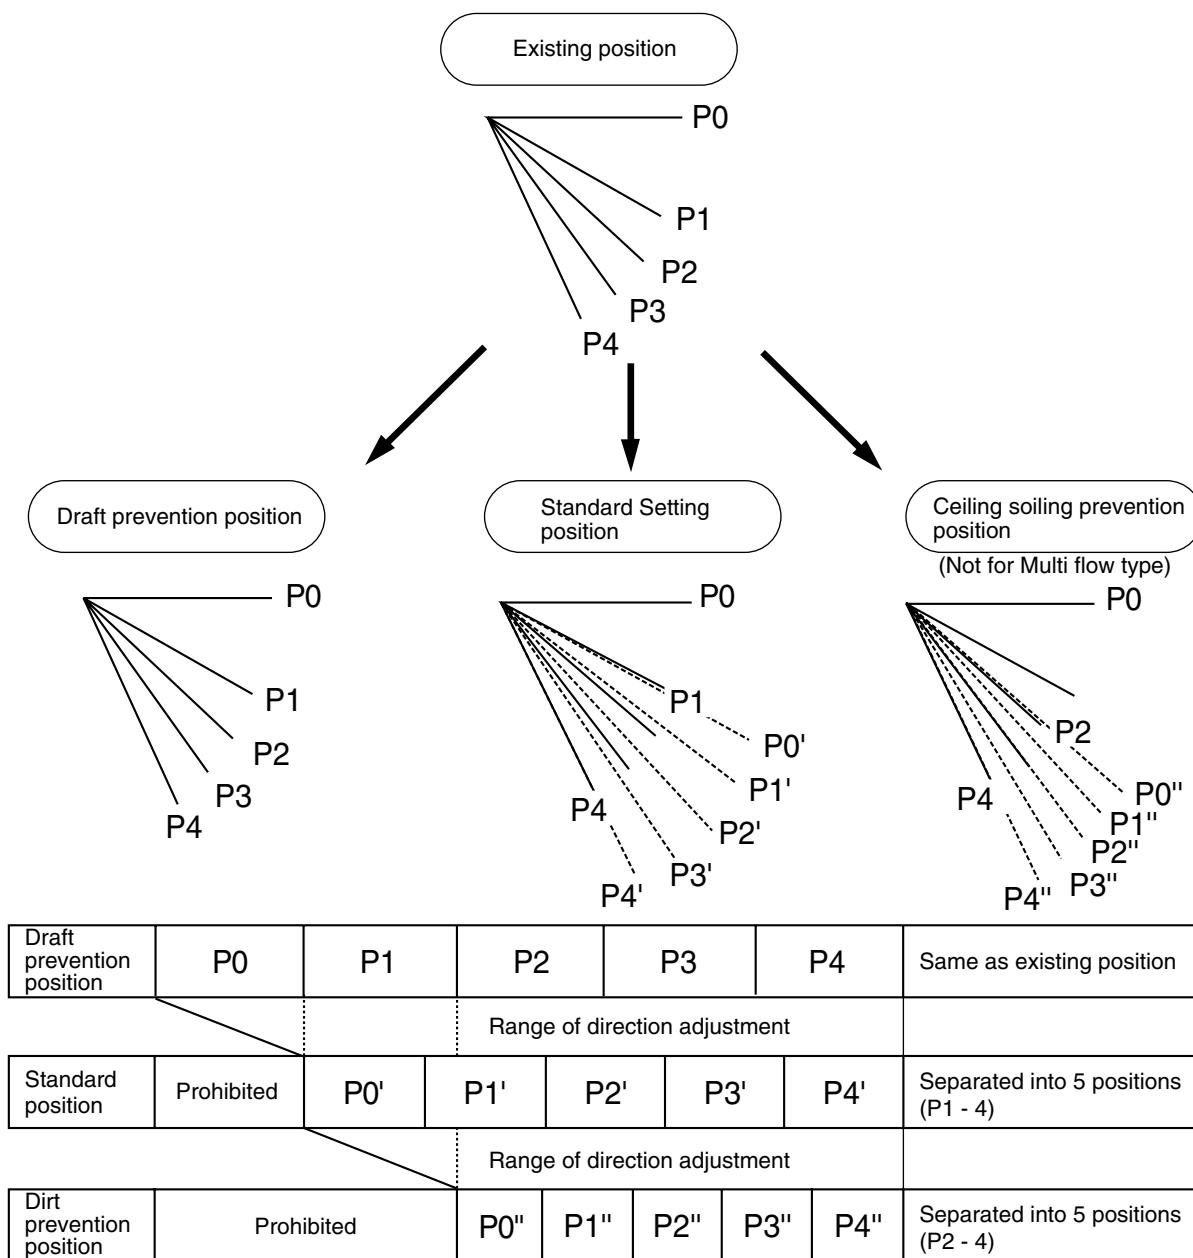 Existing position
P0
P1
P2
P3
P4
Draft prevention position
P0
P1
P2
P3
P4
Standard Setting
position
P0
P1
P0'
P1'
P4
P2'
P3'
P4'
Ceiling soiling prevention
position
(Not for Multi flow type)
P0
P2
P4
P0"
P1"
P2"
P3"
P4"
Draft
prevention
position
P0
P1
P2
P3
P4
Same as existing position
Range of direction adjustment
Standard
position
Prohibited
P0'
P1'
P2'
P3'
P4'
Separated into 5 positions
(P1 - 4)
Range of direction adjustment
Dirt
prevention
position
Prohibited
P0"
P1"
P2"
P3"
P4"
Separated into 5 positions
(P2 - 4)